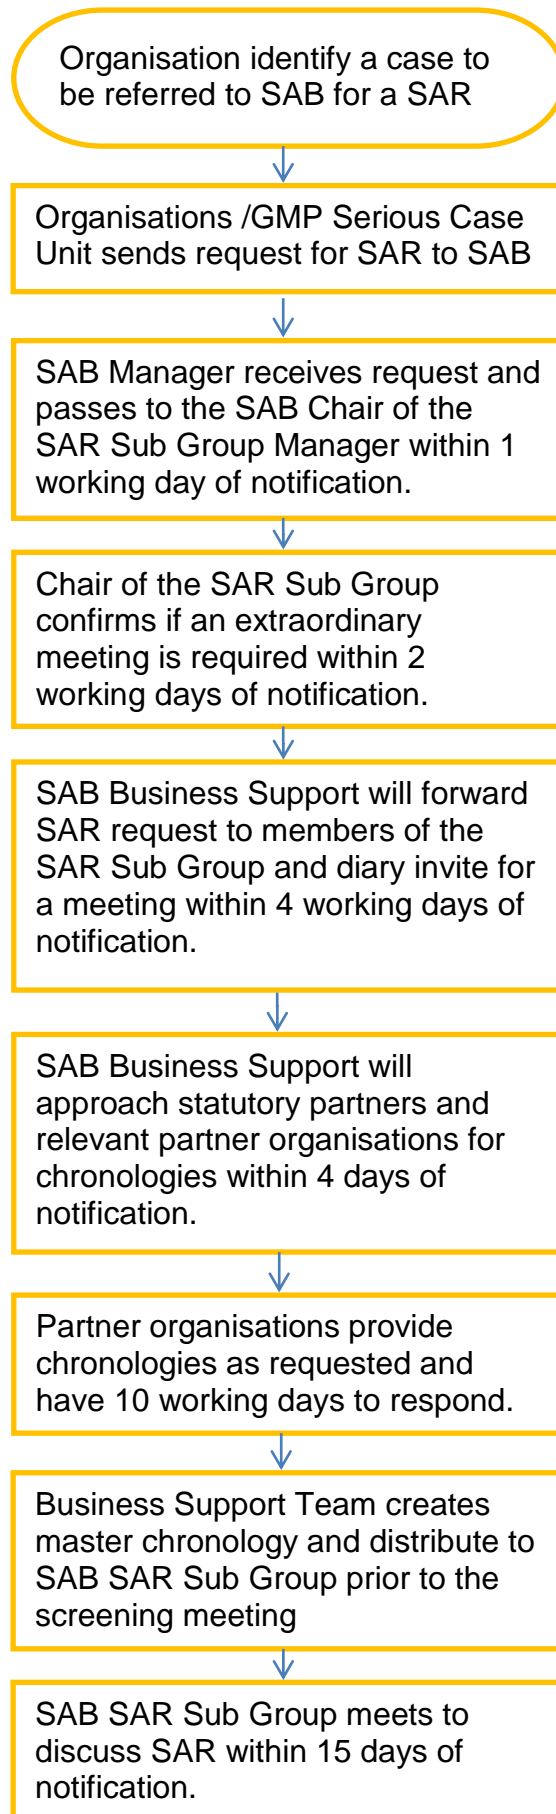 Organisation identify a case to
be referred to SAB for a SAR
Organisations /GMP Serious Case
Unit sends request for SAR to SAB
SAB Manager receives request and
passes to the SAB Chair of the
SAR Sub Group Manager within 1
working day of notification.
Chair of the SAR Sub Group
confirms if an extraordinary
meeting is required within 2
working days of notification.
SAB Business Support will forward
SAR request to members of the
SAR Sub Group and diary invite for
a meeting within 4 working days of
notification.
SAB Business Support will
approach statutory partners and
relevant partner organisations for
chronologies within 4 days of
notification.
Partner organisations provide
chronologies as requested and
have 10 working days to respond.
Business Support Team creates
master chronology and distribute to
SAB SAR Sub Group prior to the
screening meeting
SAB SAR Sub Group meets to
discuss SAR within 15 days of
notification.